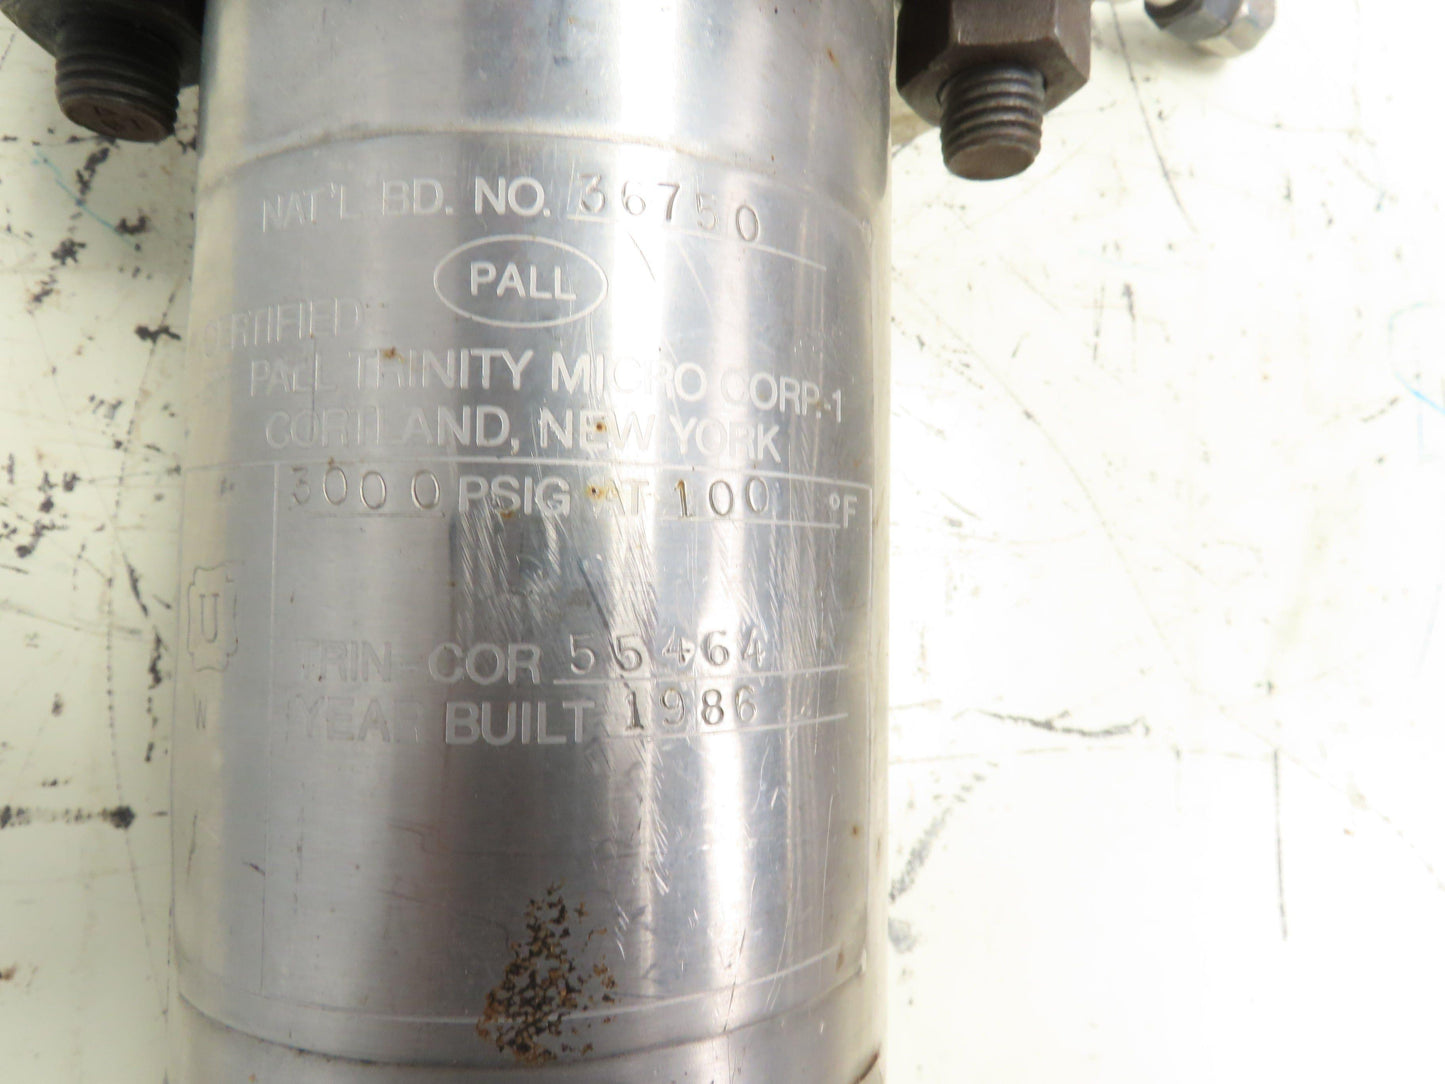 NAT'L BD. NO. 36750
PALL
CERTIFIED
PALL TRINITY MICRO CORP-1
CORTLAND, NEW YORK
3000 PSIG AT 100 °F
U
W
TRIN-COR 55464
YEAR BUILT 1986